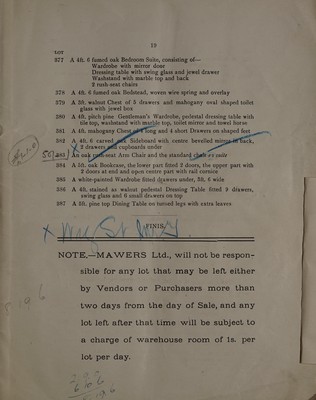 19
LOT
377 A 4ft. 6 fumed oak Bedroom Suite, consisting of—
Wardrobe with mirror door
Dressing table with swing glass and jewel drawer
Washstand with marble top and back
2 rush-seat chairs
378 A 4ft. 6 fumed oak Bedstead, woven wire spring and overlay
379 A 3ft. walnut Chest of 5 drawers and mahogany oval shaped toilet
glass with jewel box
380 A 4ft. pitch pine Gentleman's Wardrobe, pedestal dressing table with
tile top, washstand with marble top, toilet mirror and towel horse
381 A 4ft. mahogany Chest of long and 4 short Drawers on shaped feet
382 A 4ft. 6 carved oak Sideboard with centre bevelled mirror in back,
2 drawers and cupboards under
50/ 383 An oak rush-seat Arm Chair and the standard chair en suite
384 A 5ft. oak Bookcase, the lower part fitted 2 doors, the upper part with
2 doors at end and open centre part with rail cornice
385 A white-painted Wardrobe fitted drawers under, 3ft. 6 wide
386 A 4ft. stained as walnut pedestal Dressing Table fitted 9 drawers,
swing glass and 6 small drawers on top
387 A 3ft. pine top Dining Table on turned legs with extra leaves
FINIS.
NOTE.—MAWERS Ltd., will not be respon-
sible for any lot that may be left either
by Vendors or Purchasers more than
two days from the day of Sale, and any
lot left after that time will be subject to
a charge of warehouse room of 1s. per
lot per day.